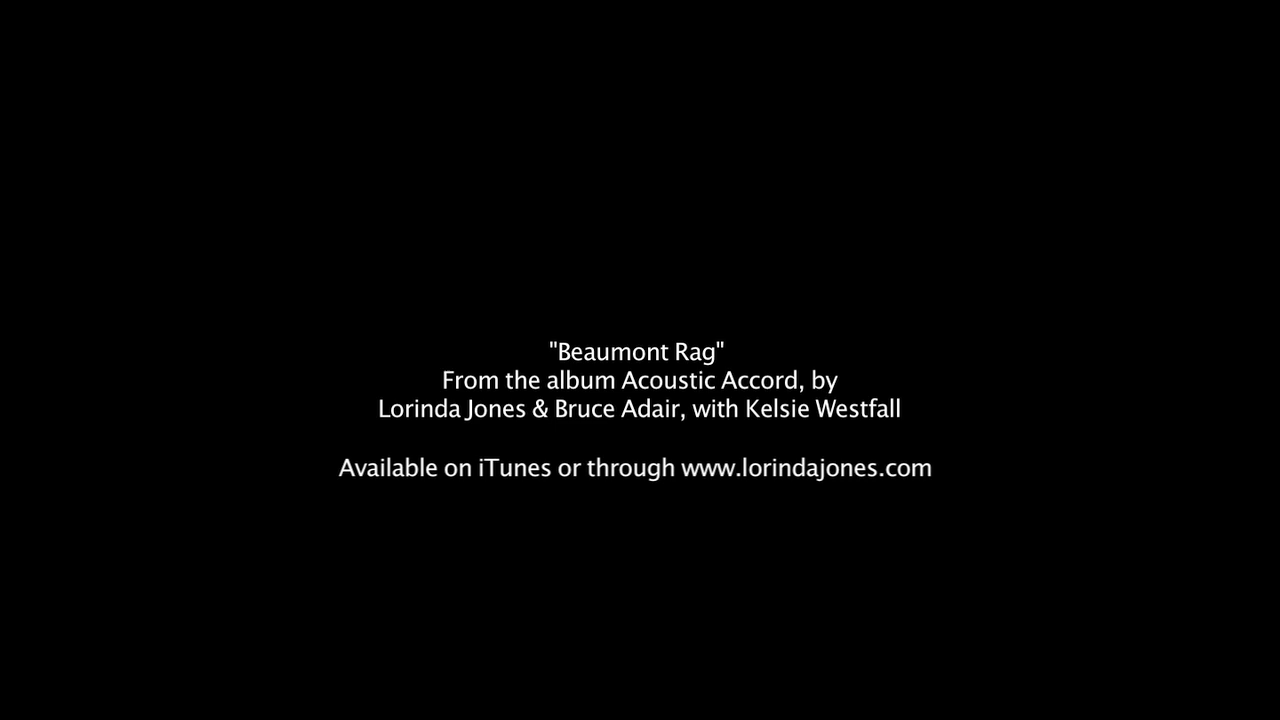 "Beaumont Rag"
From the album Acoustic Accord, by
Lorinda Jones & Bruce Adair, with Kelsie Westfall
Available on iTunes or through www.lorindajones.com